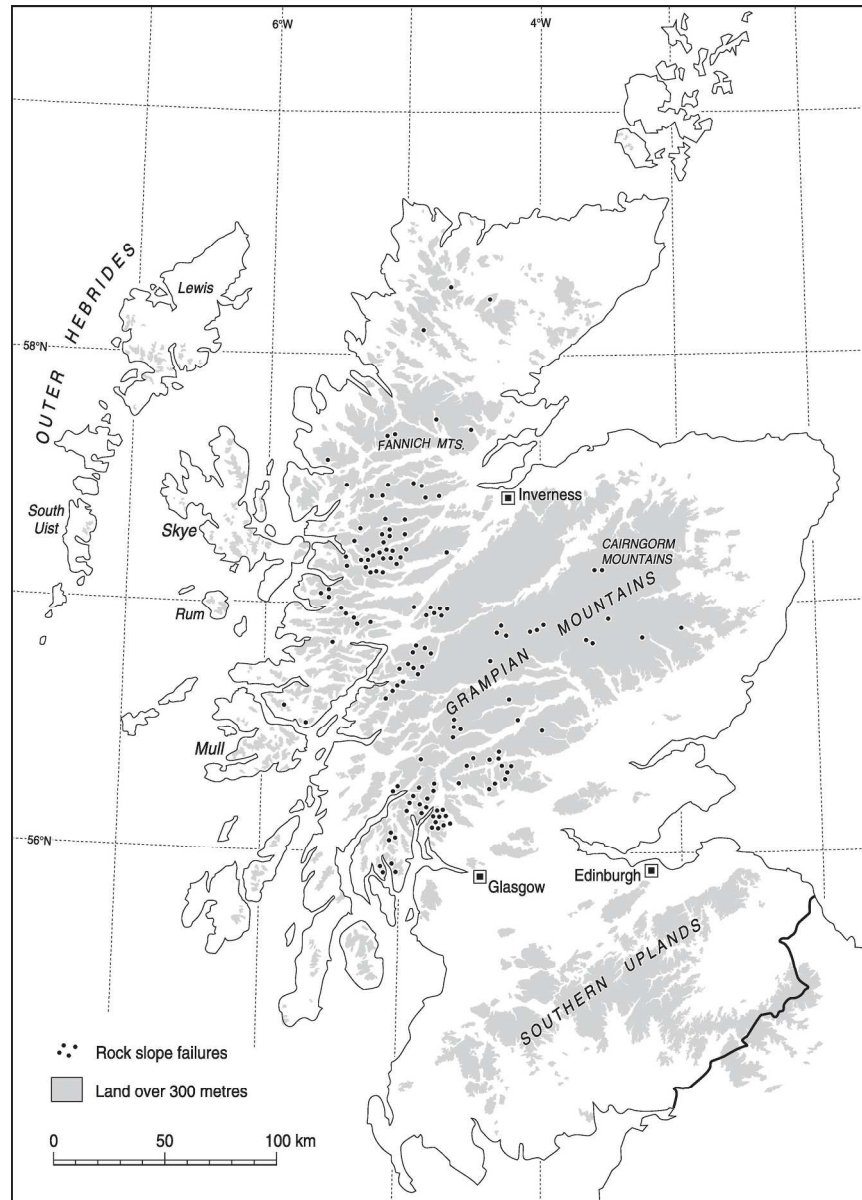 6°W
4°W
OUTER HEBRIDES
Lewis
58°N
FANNICH MTS.
South
Uist
Skye
Inverness
CAIRNGORM
MOUNTAINS
Rum
GRAMPIAN MOUNTAINS
Mull
56°N
Glasgow
Edinburgh
SOUTHERN UPLANDS
Rock slope failures
Land over 300 metres
0 50 100 km